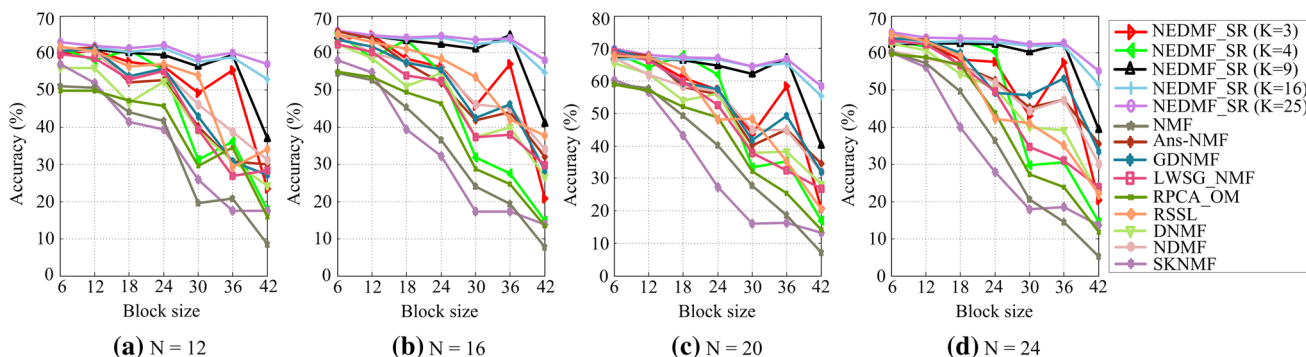 Accuracy (%)
70
60
50
40
30
20
10
0
6 12 18 24 30 36 42
Block size
(a) N = 12
Accuracy (%)
70
60
50
40
30
20
10
0
6 12 18 24 30 36 42
Block size
(b) N = 16
Accuracy (%)
80
70
60
50
40
30
20
10
0
6 12 18 24 30 36 42
Block size
(c) N = 20
Accuracy (%)
70
60
50
40
30
20
10
0
6 12 18 24 30 36 42
Block size
(d) N = 24
NEDMF_SR (K=3)
NEDMF_SR (K=4)
NEDMF_SR (K=9)
NEDMF_SR (K=16)
NEDMF_SR (K=25)
NMF
Ans-NMF
GDNMF
LWSG_NMF
RPCA_OM
RSSL
DNMF
NDMF
SKNMF